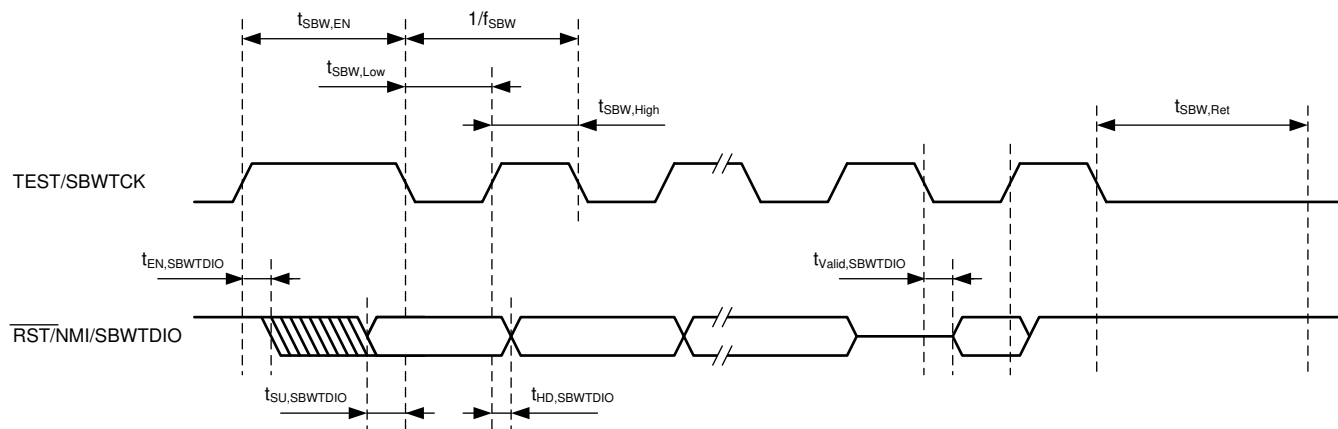 tSBW,EN
1/fSBW
tSBW,Low
tSBW,High
tSBW,Ret
TEST/SBWTCK
tEN,SBWTDIO
tValid,SBWTDIO
RST/NMI/SBWTDIO
tSU,SBWTDIO
tHD,SBWTDIO